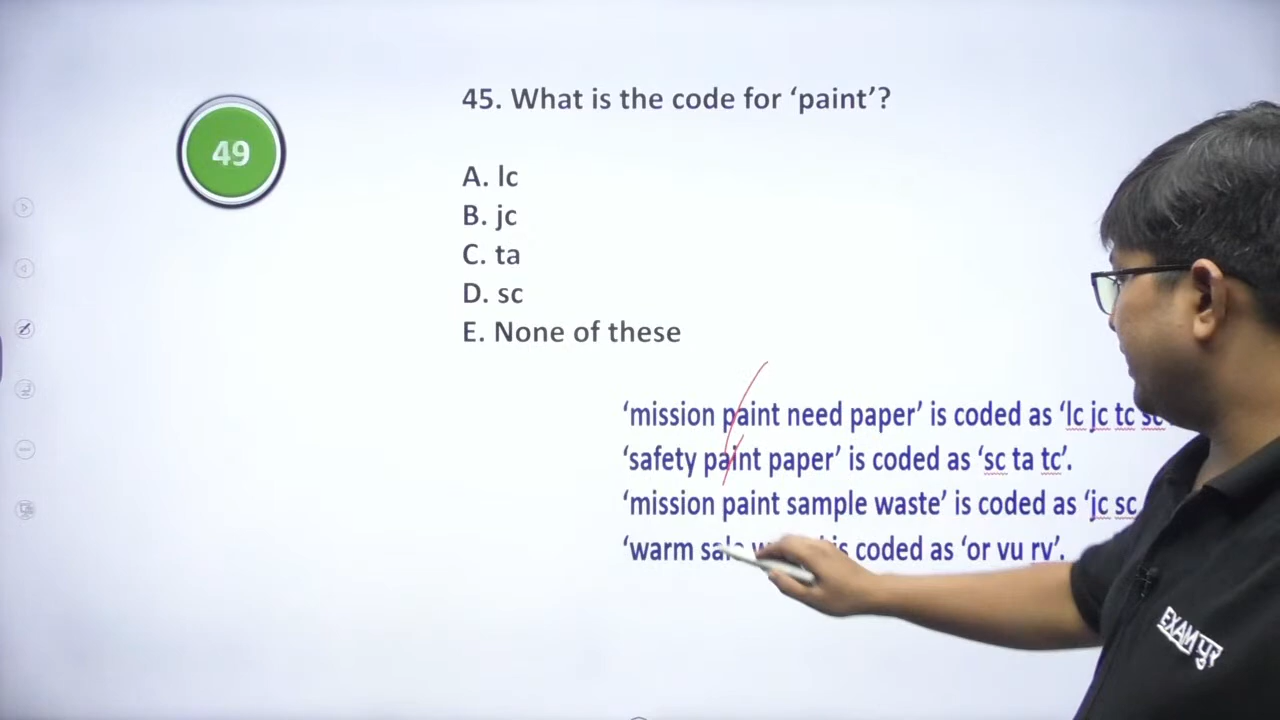 49
45. What is the code for ‘paint’?
A. lc
B. jc
C. ta
D. sc
E. None of these
‘mission paint need paper’ is coded as ‘lc jc tc sc
‘safety paint paper’ is coded as ‘sc ta tc’.
‘mission paint sample waste’ is coded as ‘jc sc
‘warm is coded as ‘or vu rv’.
EXAMपुर